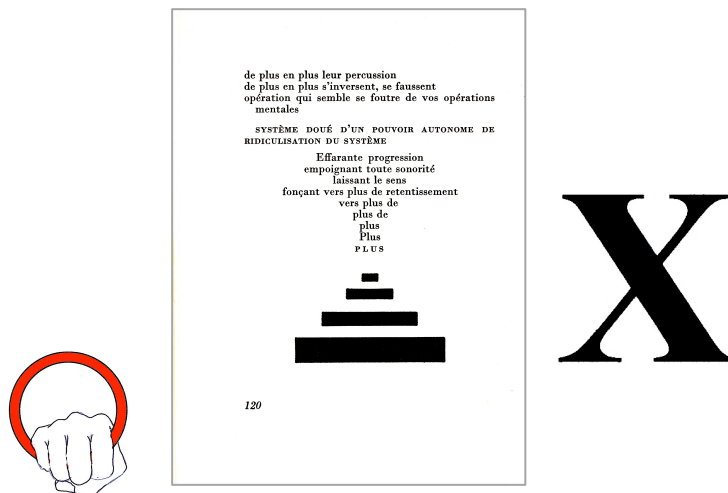 de plus en plus leur percussion
de plus en plus s'inversent, se faussent
opération qui semble se foutre de vos opérations
mentales
SYSTÈME DOUÉ D'UN POUVOIR AUTONOME DE
RIDICULISATION DU SYSTÈME
Effarante progression
empoignant toute sonorité
laissant le sens
fonçant vers plus de retentissement
vers plus de
plus de
plus
Plus
PLUS
120
X